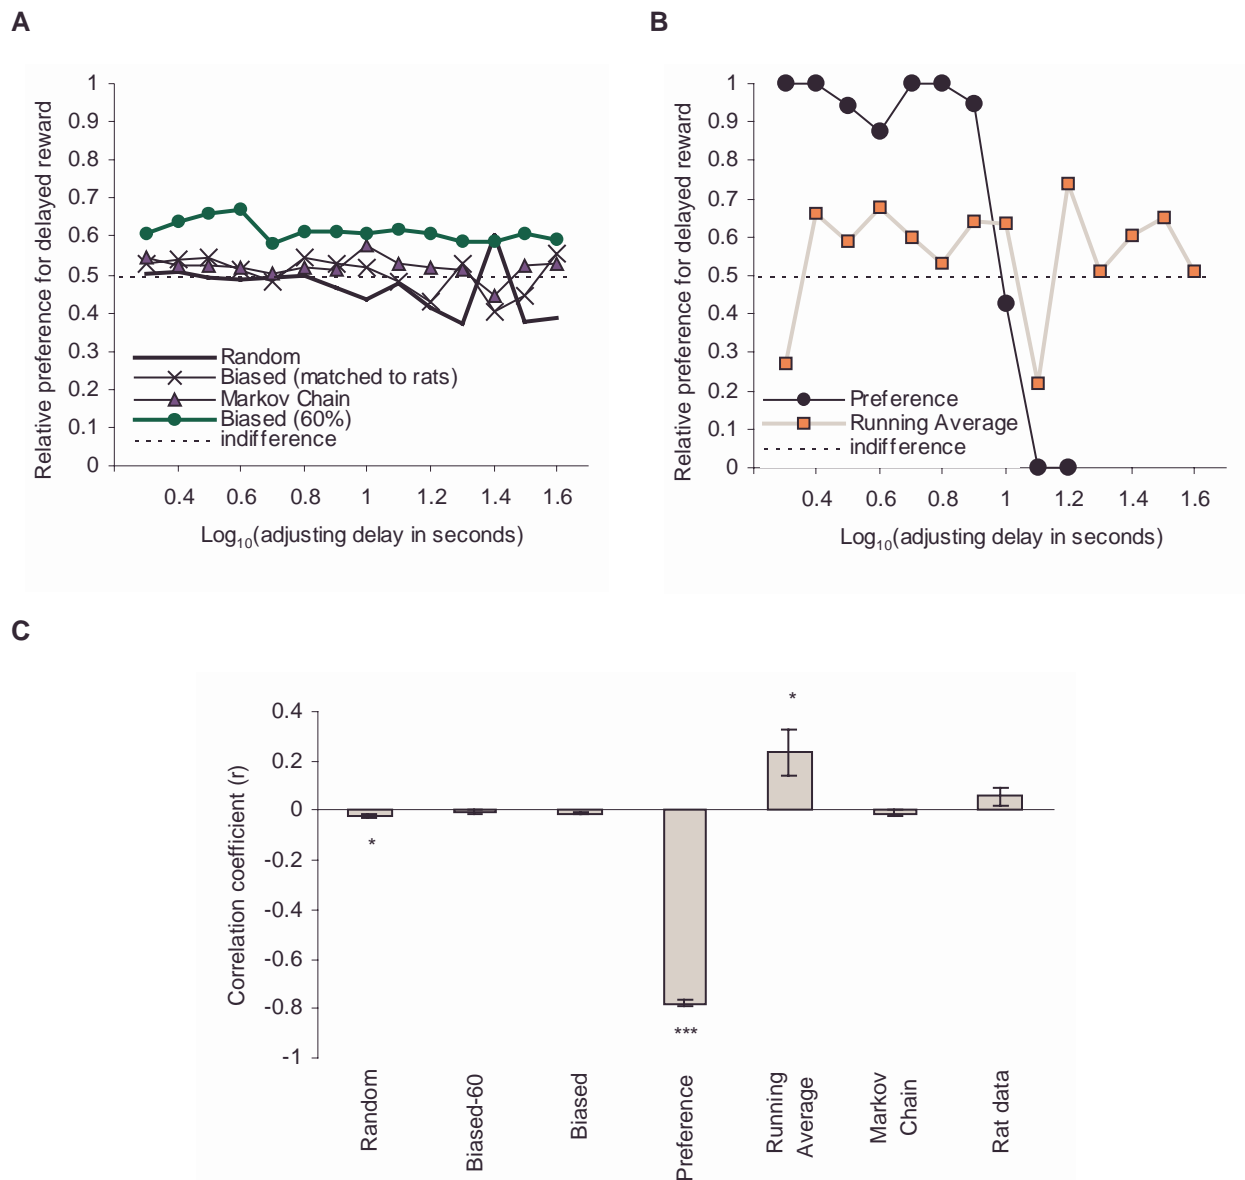 A
Relative preference for delayed reward
1
0.9
0.8
0.7
0.6
0.5
0.4
0.3
0.2
0.1
0
Random
Biased (matched to rats)
Markov Chain
Biased (60%)
indifference
0.4 0.6 0.8 1 1.2 1.4 1.6
Log10(adjusting delay in seconds)
B
Relative preference for delayed reward
1
0.9
0.8
0.7
0.6
0.5
0.4
0.3
0.2
0.1
0
Preference
Running Average
indifference
0.4 0.6 0.8 1 1.2 1.4 1.6
Log10(adjusting delay in seconds)
C
Correlation coefficient (r)
0.4
0.2
0
-0.2
-0.4
-0.6
-0.8
-1
*
***
*
Random
Biased-60
Biased
Preference
Running
Average
Markov
Chain
Rat data